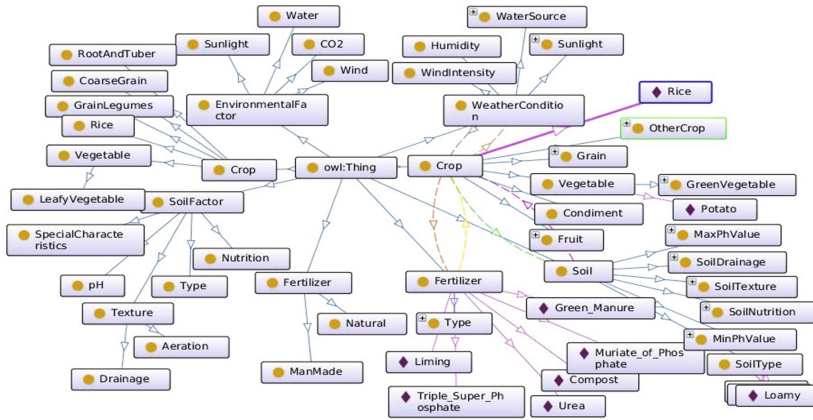 Water
WaterSource
RootAndTuber
Sunlight
CO2
Humidity
Sunlight
CoarseGrain
Wind
WindIntensity
Rice
GrainLegumes
EnvironmentalFa
ctor
WeatherConditio
n
Rice
OtherCrop
Vegetable
Crop
owl:Thing
Crop
Grain
Vegetable
GreenVegetable
LeafyVegetable
SoilFactor
Condiment
Potato
SpecialCharacte
ristics
Fruit
MaxPhValue
Nutrition
Soil
SoilDrainage
pH
Type
Fertilizer
Fertilizer
SoilTexture
Texture
Natural
Type
Green_Manure
SoilNutrition
Aeration
MinPhValue
Liming
Muriate_of_Phos
phate
SoilType
Drainage
ManMade
Compost
Triple_Super_Ph
osphate
Urea
Loamy